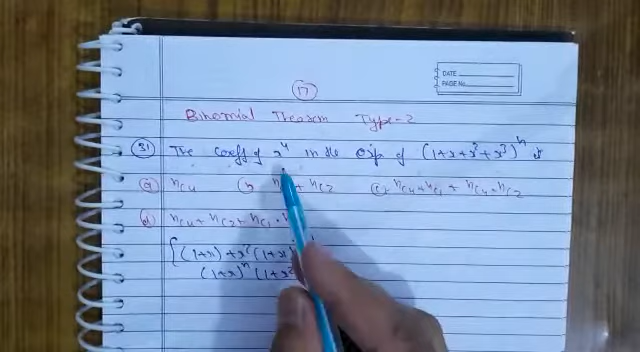 DATE
PAGE No.
17
Binomial Theorem Type-2
31 The coeff of x⁴ in the exp of (1+x+x²+x³)ⁿ is
(a) ⁿC₄ (b) + ⁿC₂ (c) ⁿC₄+ⁿC₁+ⁿC₄·ⁿC₂
(d) ⁿC₄+ⁿC₂+ⁿC₁·
[(1+x)+x²(1+x)
(1+x)ⁿ(1+x²